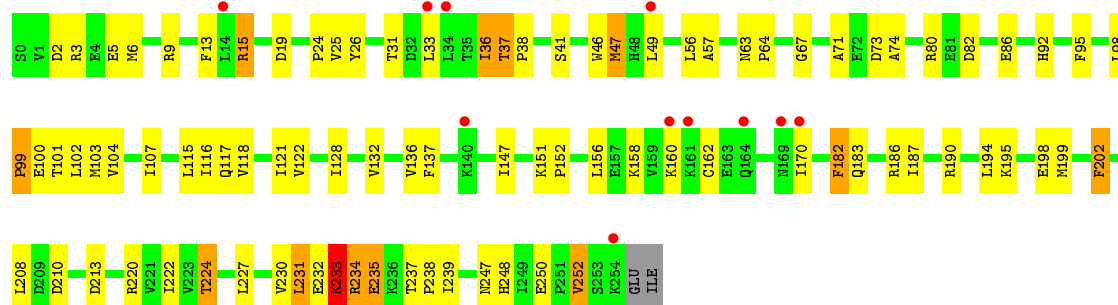 S0 V1 D2 R3 E4 E5 M6 R9 F13 L14 R15 D19 P24 V25 Y26 T31 D32 L33 L34 T35 I36 T37 P38 S41 W46 M47 H48 L49 L56 A57 N63 P64 G67 A71 E72 D73 A74 R80 E81 D82 E86 H92 F95 L98
P99 E100 T101 L102 M103 V104 I107 L115 I116 Q117 V118 I121 V122 I128 V132 V136 F137 K140 I147 K151 P152 L156 E157 K158 V159 K160 K161 C162 E163 Q164 N169 I170 F182 Q183 R186 I187 R190 L194 K195 E198 M199 F202
L208 D209 D210 D213 R220 V221 I222 V223 T224 L227 V230 L231 E232 K233 R234 E235 K236 T237 P238 I239 N247 H248 I249 E250 P251 V252 S253 K254 GLU ILE